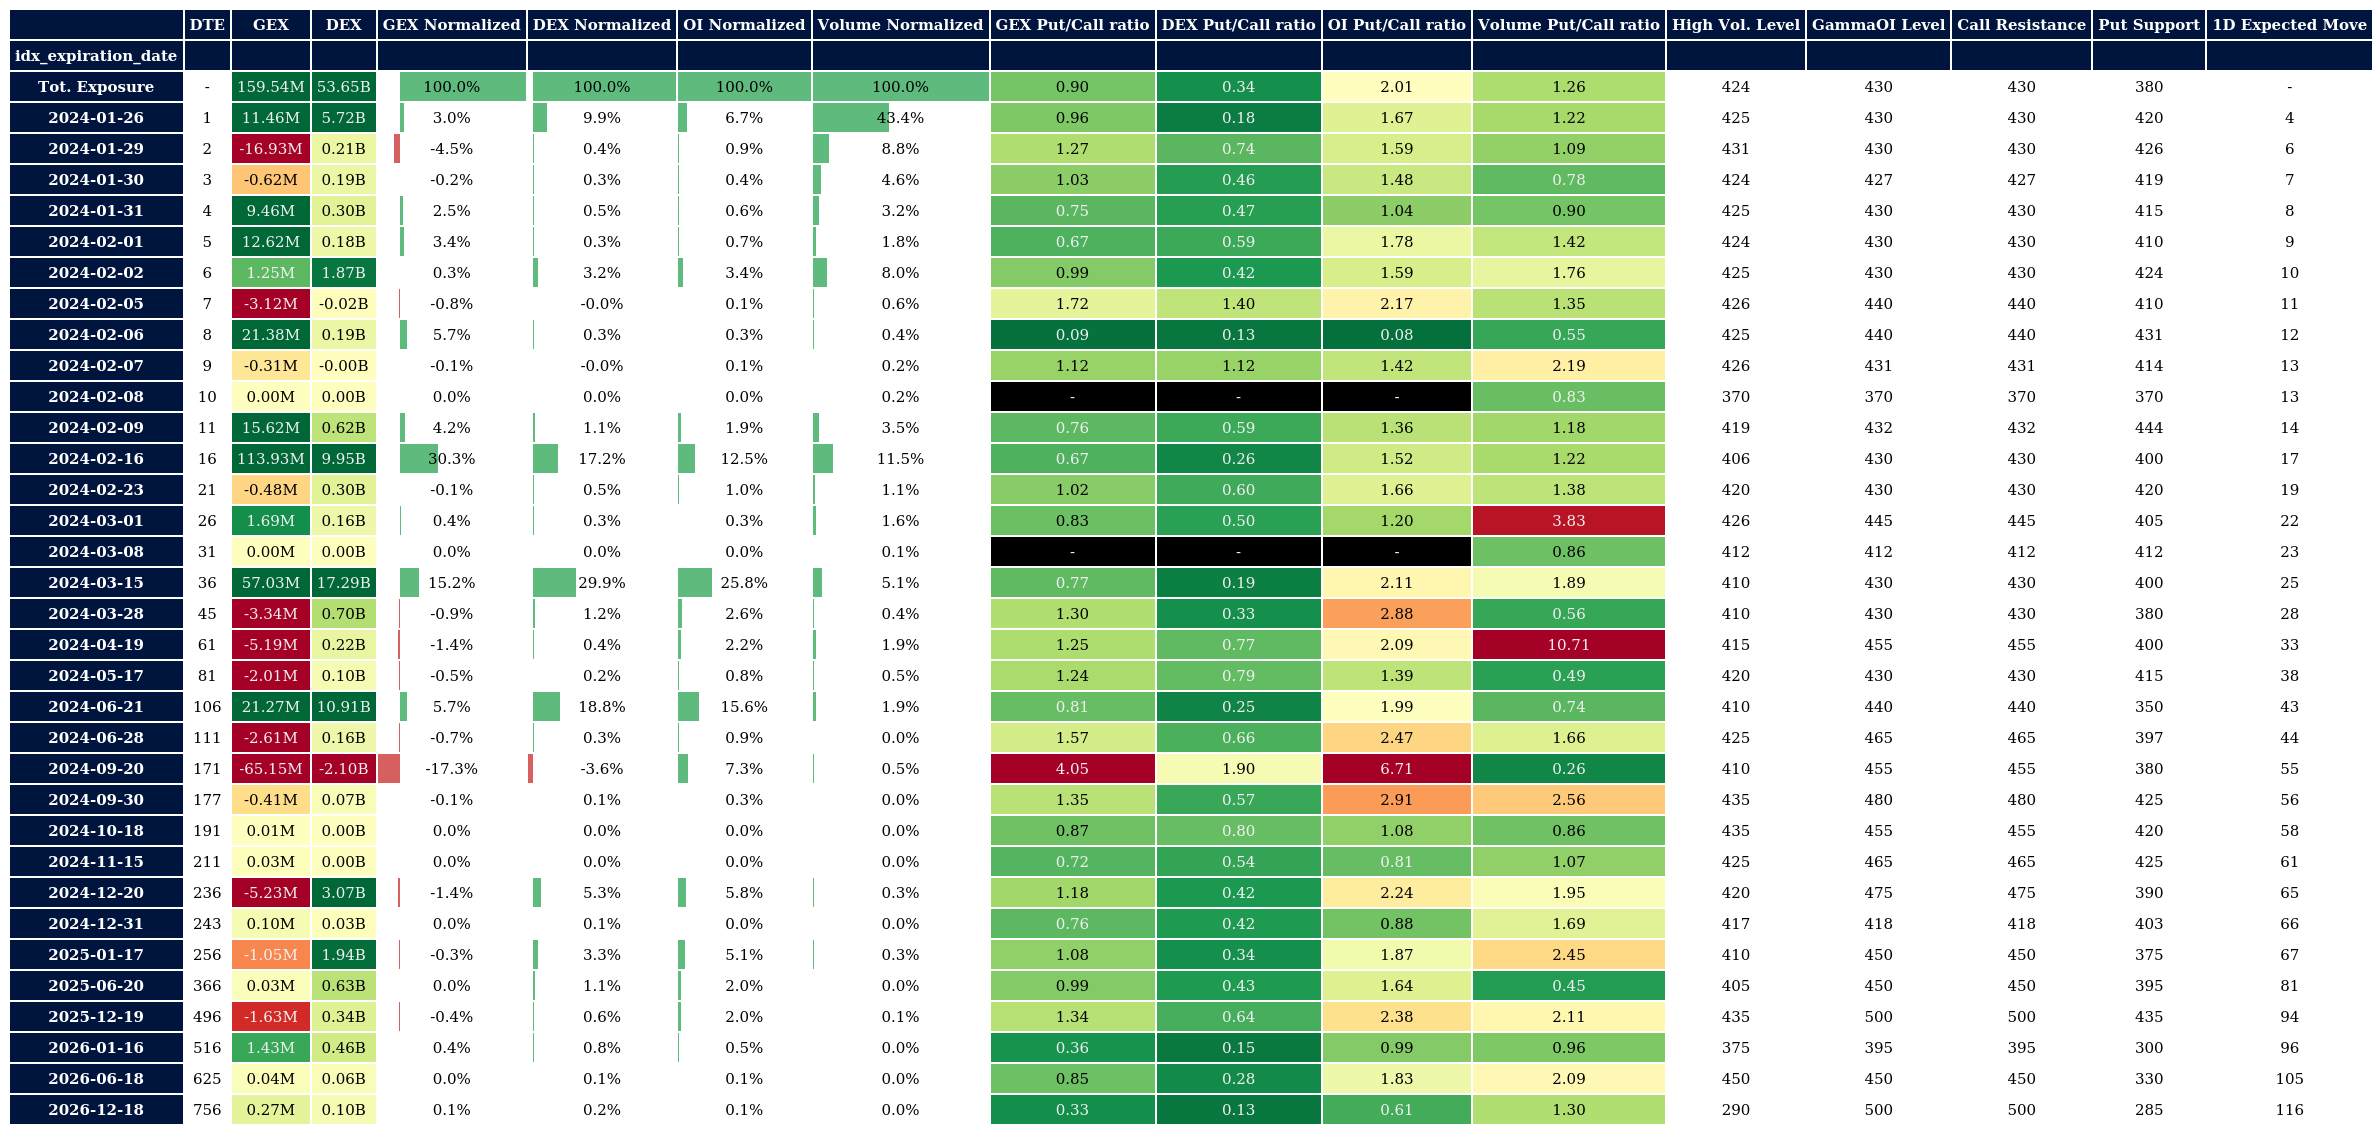 DTE GEX DEX GEX Normalized DEX Normalized OI Normalized Volume Normalized GEX Put/Call ratio DEX Put/Call ratio OI Put/Call ratio Volume Put/Call ratio High Vol. Level GammaOI Level Call Resistance Put Support 1D Expected Move
idx_expiration_date
Tot. Exposure - 159.54M 53.65B 100.0% 100.0% 100.0% 100.0% 0.90 0.34 2.01 1.26 424 430 430 380 -
2024-01-26 1 11.46M 5.72B 3.0% 9.9% 6.7% 43.4% 0.96 0.18 1.67 1.22 425 430 430 420 4
2024-01-29 2 -16.93M 0.21B -4.5% 0.4% 0.9% 8.8% 1.27 0.74 1.59 1.09 431 430 430 426 6
2024-01-30 3 -0.62M 0.19B -0.2% 0.3% 0.4% 4.6% 1.03 0.46 1.48 0.78 424 427 427 419 7
2024-01-31 4 9.46M 0.30B 2.5% 0.5% 0.6% 3.2% 0.75 0.47 1.04 0.90 425 430 430 415 8
2024-02-01 5 12.62M 0.18B 3.4% 0.3% 0.7% 1.8% 0.67 0.59 1.78 1.42 424 430 430 410 9
2024-02-02 6 1.25M 1.87B 0.3% 3.2% 3.4% 8.0% 0.99 0.42 1.59 1.76 425 430 430 424 10
2024-02-05 7 -3.12M -0.02B -0.8% -0.0% 0.1% 0.6% 1.72 1.40 2.17 1.35 426 440 440 410 11
2024-02-06 8 21.38M 0.19B 5.7% 0.3% 0.3% 0.4% 0.09 0.13 0.08 0.55 425 440 440 431 12
2024-02-07 9 -0.31M -0.00B -0.1% -0.0% 0.1% 0.2% 1.12 1.12 1.42 2.19 426 431 431 414 13
2024-02-08 10 0.00M 0.00B 0.0% 0.0% 0.0% 0.2% - - - 0.83 370 370 370 370 13
2024-02-09 11 15.62M 0.62B 4.2% 1.1% 1.9% 3.5% 0.76 0.59 1.36 1.18 419 432 432 444 14
2024-02-16 16 113.93M 9.95B 30.3% 17.2% 12.5% 11.5% 0.67 0.26 1.52 1.22 406 430 430 400 17
2024-02-23 21 -0.48M 0.30B -0.1% 0.5% 1.0% 1.1% 1.02 0.60 1.66 1.38 420 430 430 420 19
2024-03-01 26 1.69M 0.16B 0.4% 0.3% 0.3% 1.6% 0.83 0.50 1.20 3.83 426 445 445 405 22
2024-03-08 31 0.00M 0.00B 0.0% 0.0% 0.0% 0.1% - - - 0.86 412 412 412 412 23
2024-03-15 36 57.03M 17.29B 15.2% 29.9% 25.8% 5.1% 0.77 0.19 2.11 1.89 410 430 430 400 25
2024-03-28 45 -3.34M 0.70B -0.9% 1.2% 2.6% 0.4% 1.30 0.33 2.88 0.56 410 430 430 380 28
2024-04-19 61 -5.19M 0.22B -1.4% 0.4% 2.2% 1.9% 1.25 0.77 2.09 10.71 415 455 455 400 33
2024-05-17 81 -2.01M 0.10B -0.5% 0.2% 0.8% 0.5% 1.24 0.79 1.39 0.49 420 430 430 415 38
2024-06-21 106 21.27M 10.91B 5.7% 18.8% 15.6% 1.9% 0.81 0.25 1.99 0.74 410 440 440 350 43
2024-06-28 111 -2.61M 0.16B -0.7% 0.3% 0.9% 0.0% 1.57 0.66 2.47 1.66 425 465 465 397 44
2024-09-20 171 -65.15M -2.10B -17.3% -3.6% 7.3% 0.5% 4.05 1.90 6.71 0.26 410 455 455 380 55
2024-09-30 177 -0.41M 0.07B -0.1% 0.1% 0.3% 0.0% 1.35 0.57 2.91 2.56 435 480 480 425 56
2024-10-18 191 0.01M 0.00B 0.0% 0.0% 0.0% 0.0% 0.87 0.80 1.08 0.86 435 455 455 420 58
2024-11-15 211 0.03M 0.00B 0.0% 0.0% 0.0% 0.0% 0.72 0.54 0.81 1.07 425 465 465 425 61
2024-12-20 236 -5.23M 3.07B -1.4% 5.3% 5.8% 0.3% 1.18 0.42 2.24 1.95 420 475 475 390 65
2024-12-31 243 0.10M 0.03B 0.0% 0.1% 0.0% 0.0% 0.76 0.42 0.88 1.69 417 418 418 403 66
2025-01-17 256 -1.05M 1.94B -0.3% 3.3% 5.1% 0.3% 1.08 0.34 1.87 2.45 410 450 450 375 67
2025-06-20 366 0.03M 0.63B 0.0% 1.1% 2.0% 0.0% 0.99 0.43 1.64 0.45 405 450 450 395 81
2025-12-19 496 -1.63M 0.34B -0.4% 0.6% 2.0% 0.1% 1.34 0.64 2.38 2.11 435 500 500 435 94
2026-01-16 516 1.43M 0.46B 0.4% 0.8% 0.5% 0.0% 0.36 0.15 0.99 0.96 375 395 395 300 96
2026-06-18 625 0.04M 0.06B 0.0% 0.1% 0.1% 0.0% 0.85 0.28 1.83 2.09 450 450 450 330 105
2026-12-18 756 0.27M 0.10B 0.1% 0.2% 0.1% 0.0% 0.33 0.13 0.61 1.30 290 500 500 285 116